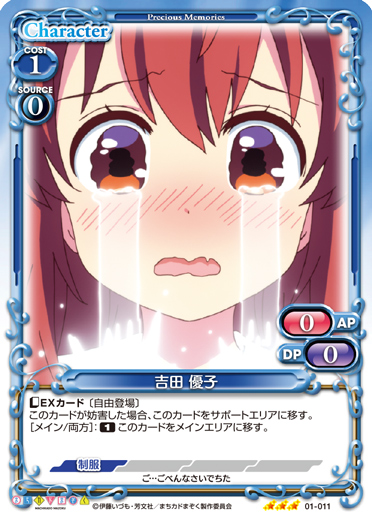 Precious Memories
Character
COST
1
SOURCE
0
0 AP
DP 0
吉田 優子
EXカード〔自由登場〕
このカードが妨害した場合、このカードをサポートエリアに移す。
[メイン/両方]:1このカードをメインエリアに移す。
制服
ご…ごべんなさいでちた
©伊藤いづも・芳文社/まちカドまぞく製作委員会
01-011